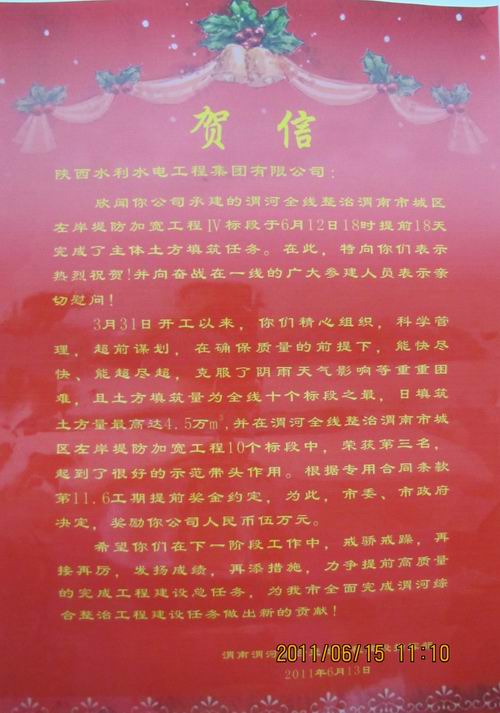 贺 信
陕西水利水电工程集团有限公司：
欣闻你公司承建的渭河全线整治渭南市城区
左岸堤防加宽工程Ⅳ标段于6月12日18时提前18天
完成了主体土方填筑任务。在此，特向你们表示
热烈祝贺!并向奋战在一线的广大参建人员表示亲
切慰问!
3月31日开工以来，你们精心组织，科学管
理，超前谋划，在确保质量的前提下，能快尽
快、能超尽超，克服了阴雨天气影响等重重困
难，且土方填筑量为全线十个标段之最，日填筑
土方量最高达4.5万m³,并在渭河全线整治渭南市城
区左岸堤防加宽工程10个标段中，荣获第三名，
起到了很好的示范带头作用。根据专用合同条款
第11.6工期提前奖金约定，为此，市委、市政府
决定，奖励你公司人民币伍万元。
希望你们在下一阶段工作中，戒骄戒躁，再
接再厉，发扬成绩，再添措施，力争提前高质量
的完成工程建设总任务，为我市全面完成渭河综
合整治工程建设任务做出新的贡献!
渭南渭河
2011/06/15 11:10
2011年6月13日